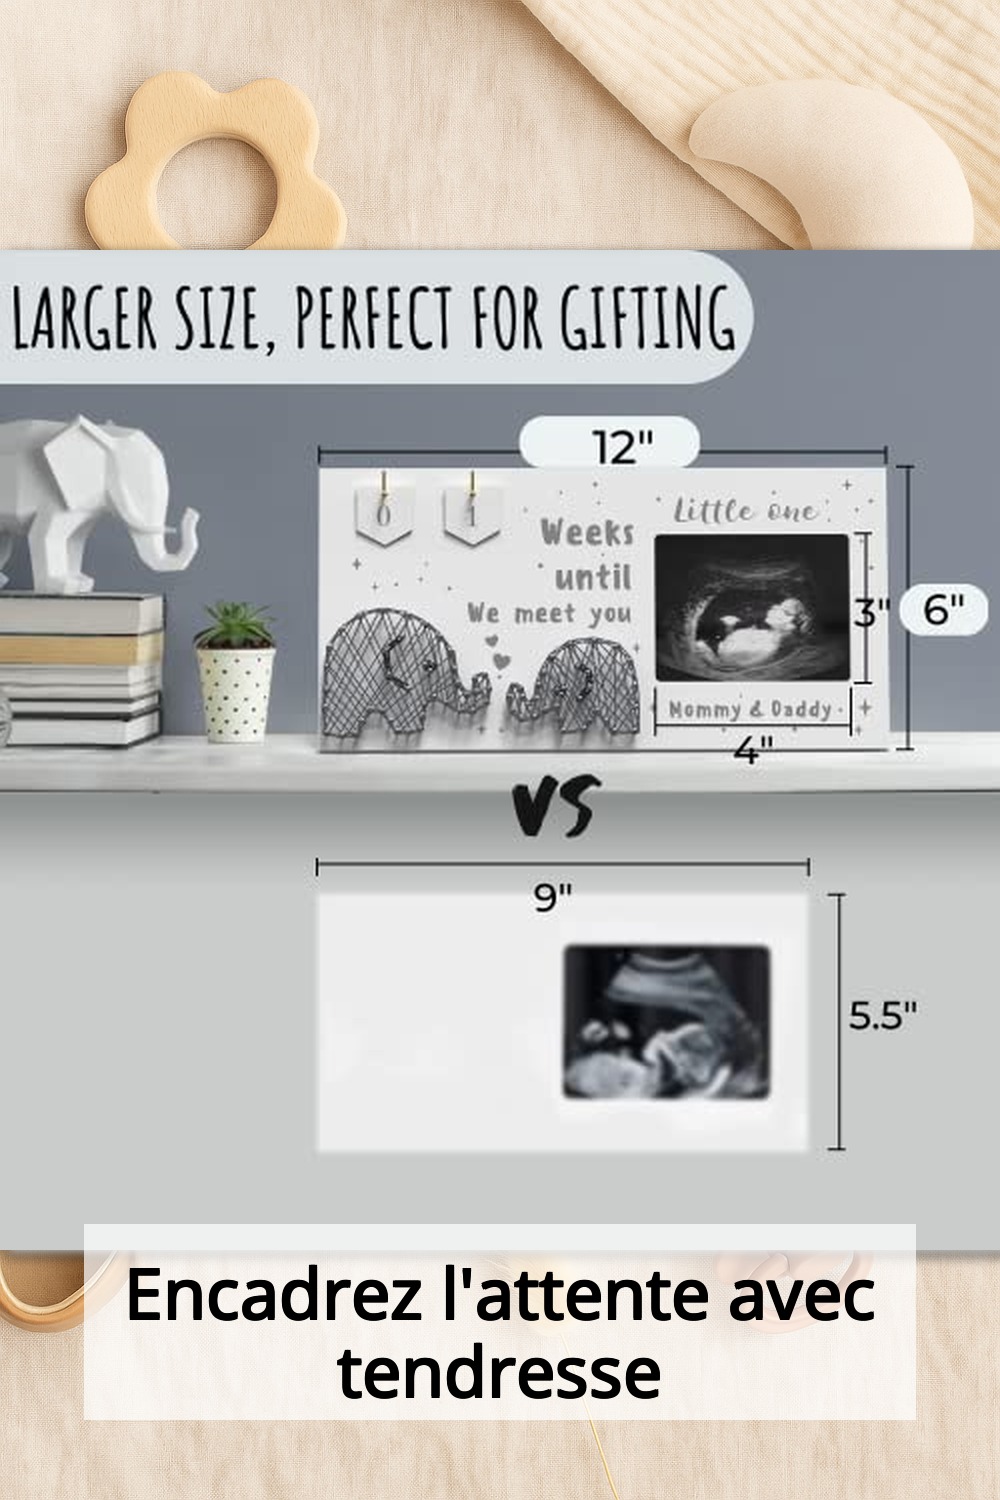 LARGER SIZE, PERFECT FOR GIFTING
12"
0 1
Little one
Weeks
until
We meet you
3"
6"
Mommy & Daddy
4"
VS
9"
5.5"
Encadrez l'attente avec
tendresse